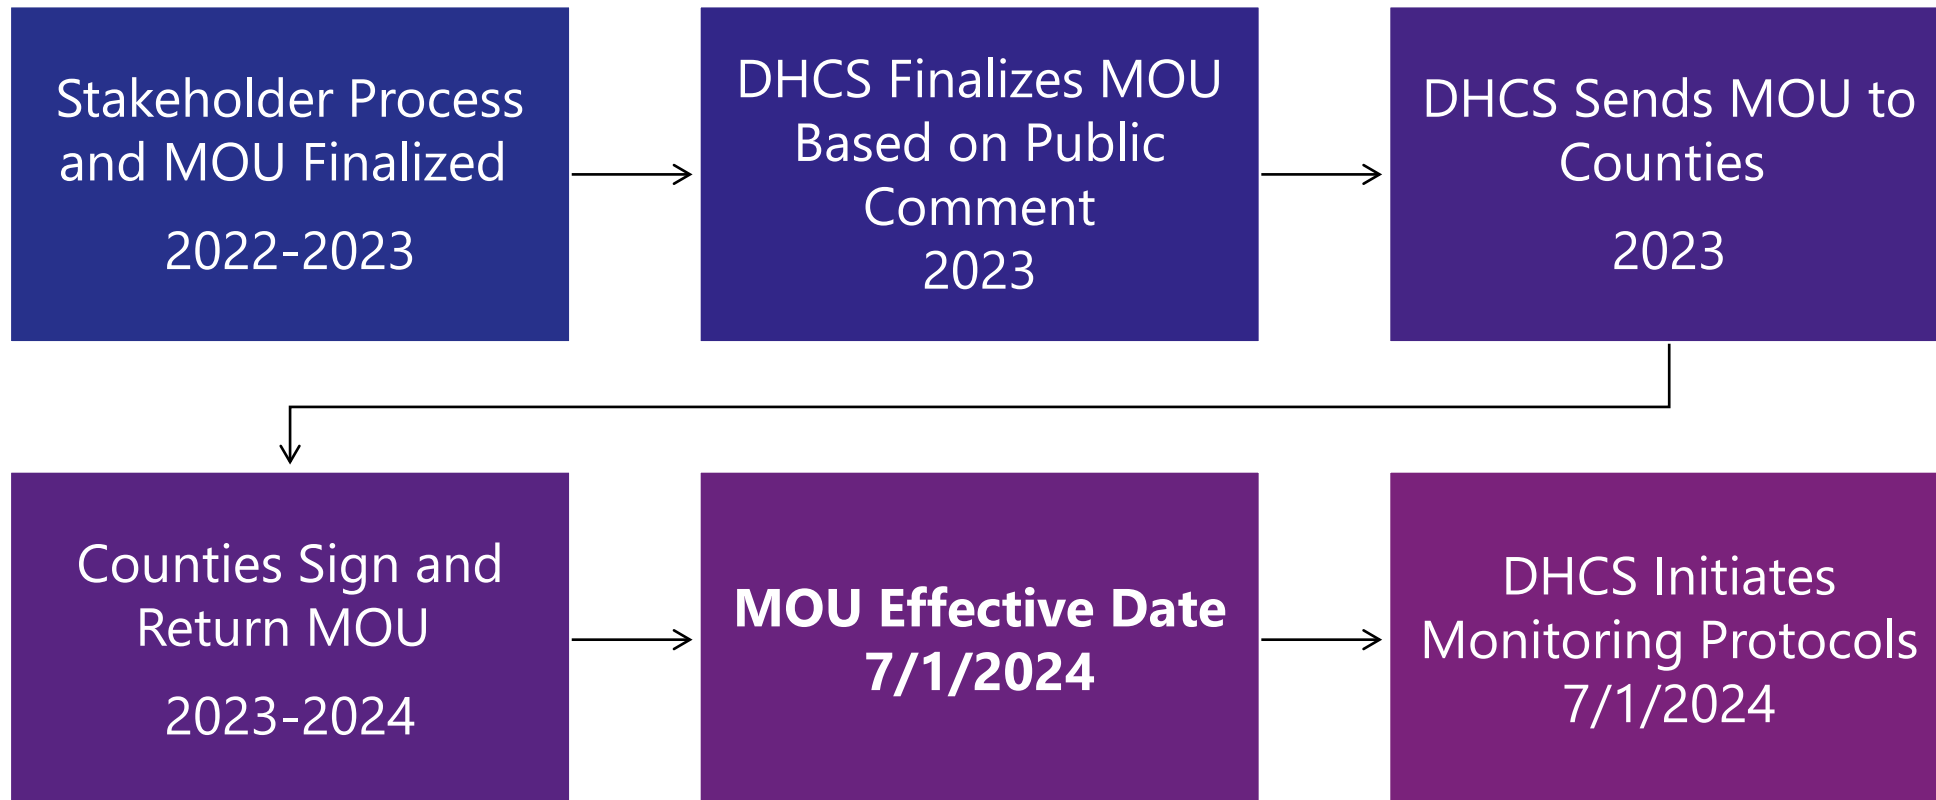 Stakeholder Process
and MOU Finalized
2022-2023
DHCS Finalizes MOU
Based on Public
Comment
2023
DHCS Sends MOU to
Counties
2023
Counties Sign and
Return MOU
2023-2024
MOU Effective Date
7/1/2024
DHCS Initiates
Monitoring Protocols
7/1/2024